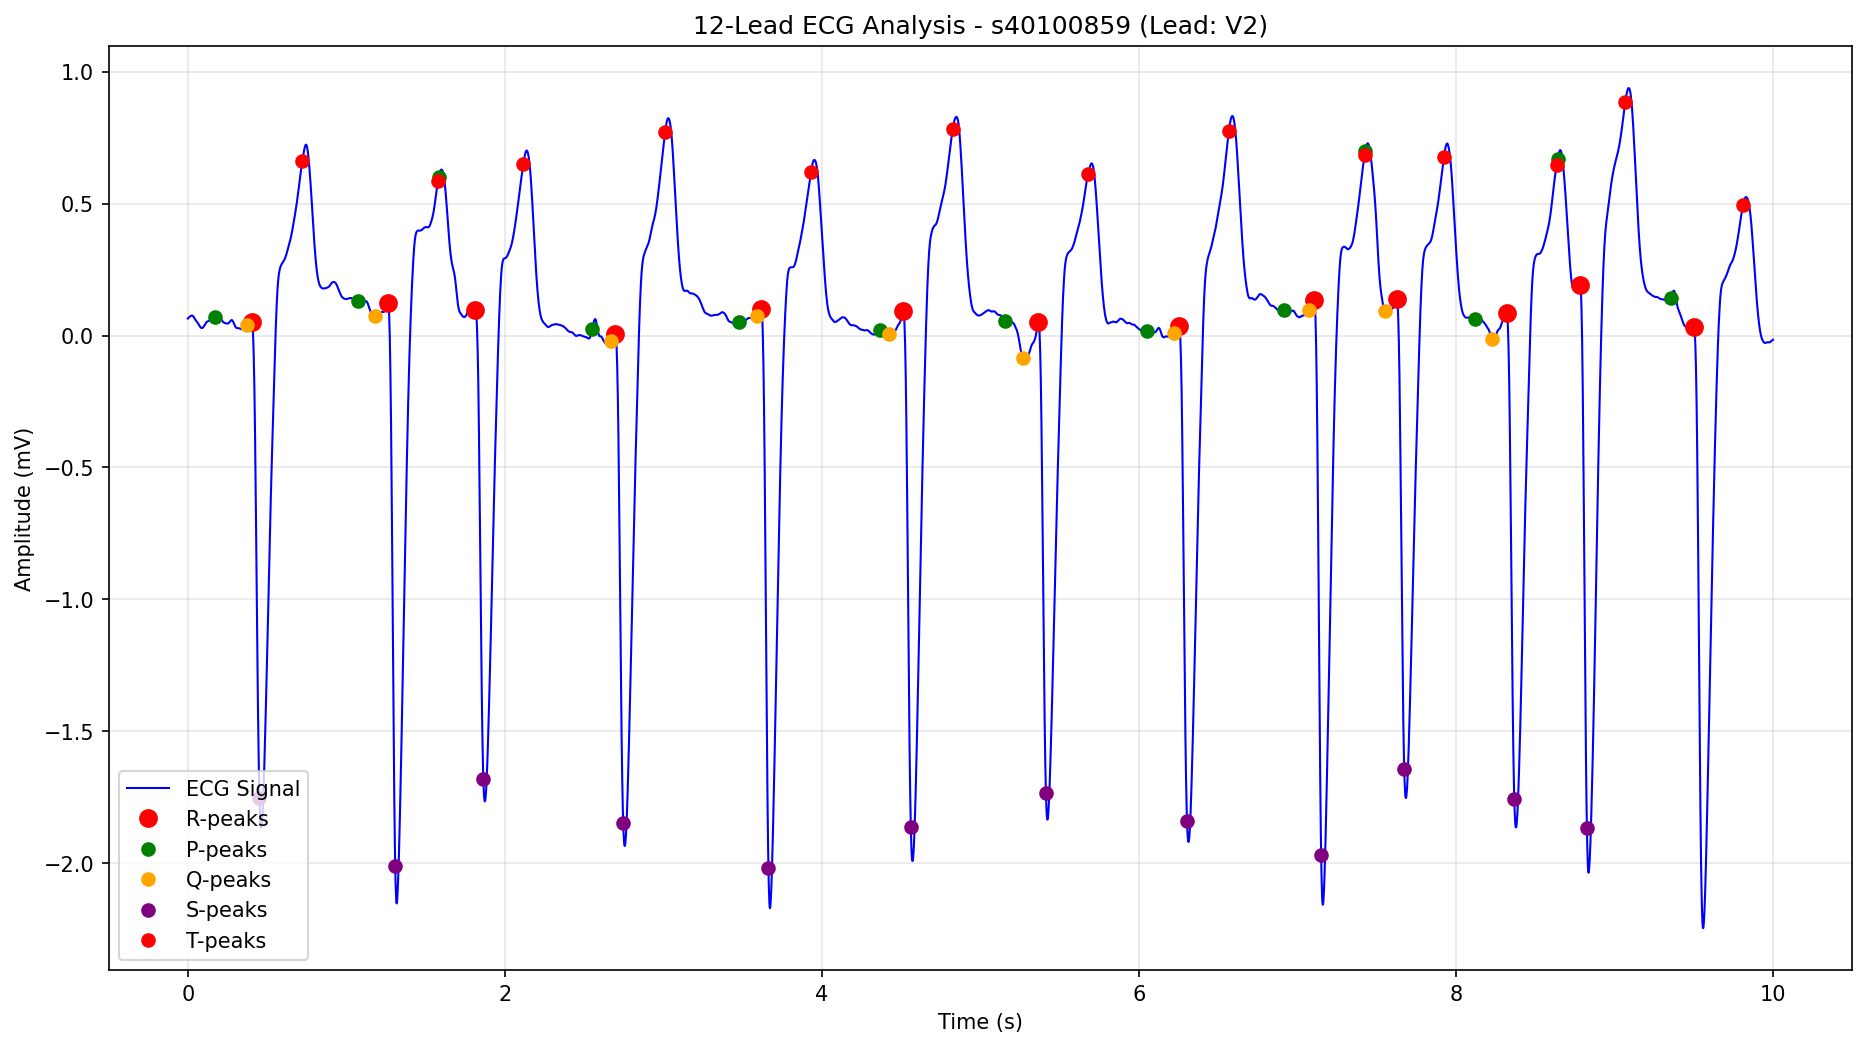 12-Lead ECG Analysis - s40100859 (Lead: V2)
1.0
0.5
0.0
−0.5
−1.0
−1.5
−2.0
Amplitude (mV)
ECG Signal
R-peaks
P-peaks
Q-peaks
S-peaks
T-peaks
0 2 4 6 8 10
Time (s)